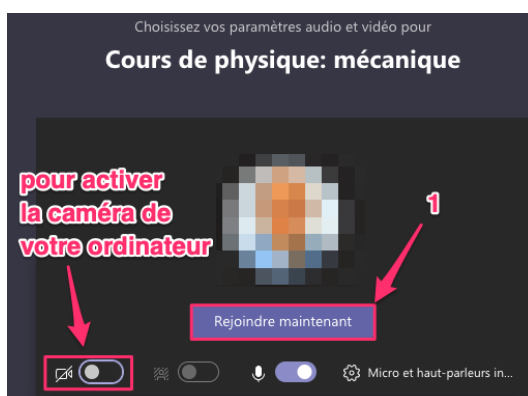 Choisissez vos paramètres audio et vidéo pour
Cours de physique: mécanique
pour activer
la caméra de
votre ordinateur
1
Rejoindre maintenant
Micro et haut-parleurs in...